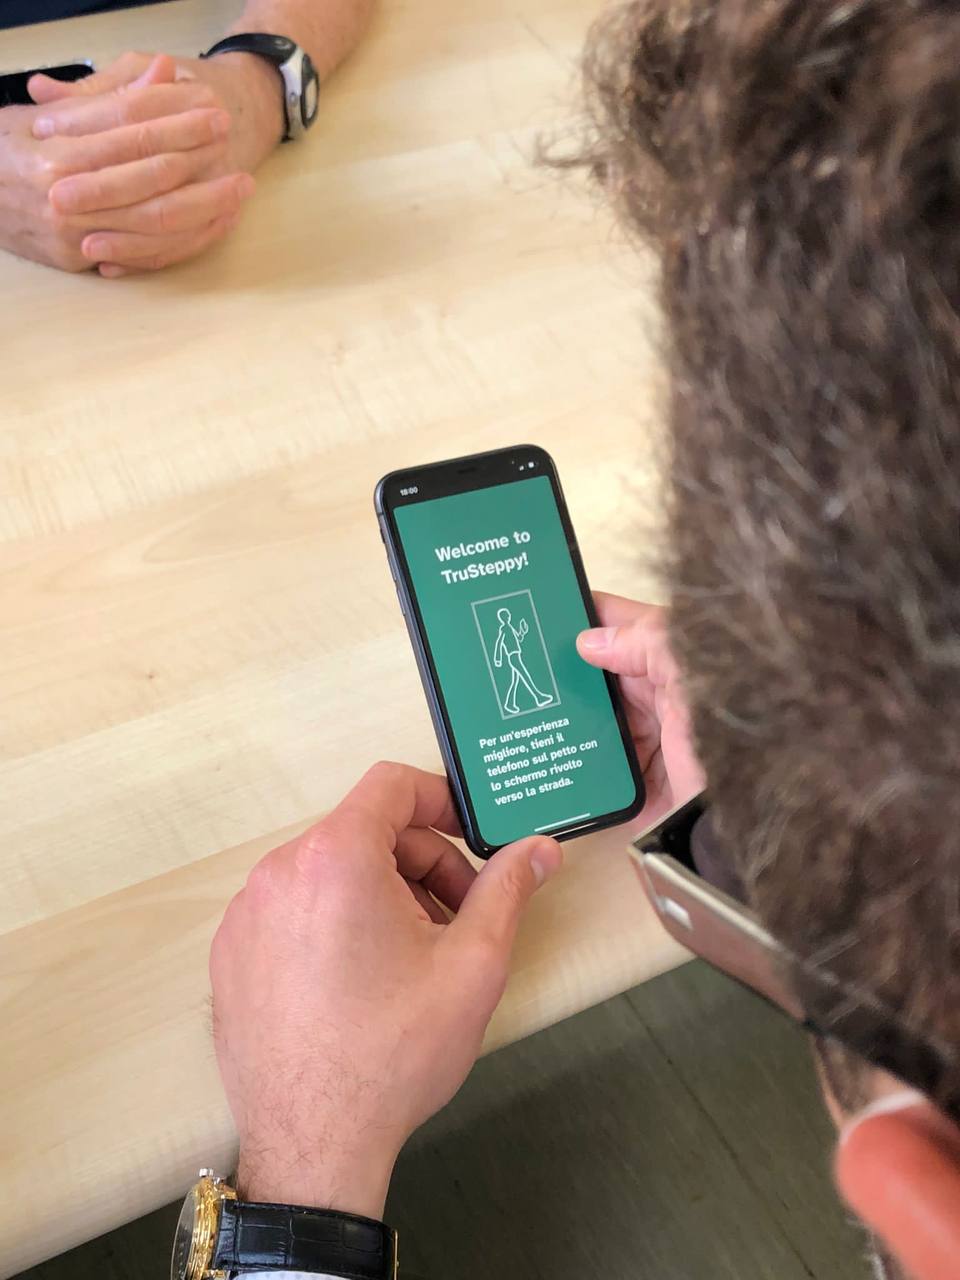 18:00
Welcome to
TruSteppy!
Per un'esperienza
migliore, tieni il
telefono sul petto con
lo schermo rivolto
verso la strada.